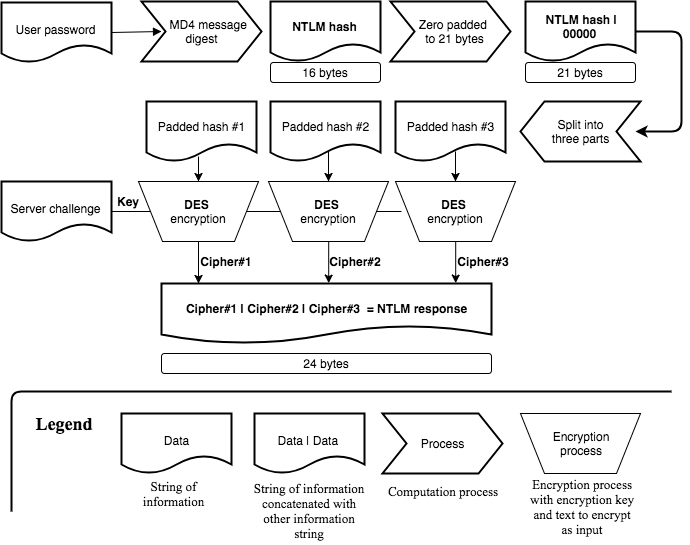 User password
MD4 message
digest
NTLM hash
Zero padded
to 21 bytes
NTLM hash |
00000
16 bytes
21 bytes
Padded hash #1
Padded hash #2
Padded hash #3
Split into
three parts
Server challenge
Key
DES
encryption
DES
encryption
DES
encryption
Cipher#1
Cipher#2
Cipher#3
Cipher#1 | Cipher#2 | Cipher#3 = NTLM response
24 bytes
Legend
Data
Data | Data
Process
Encryption
process
String of
information
String of information
concatenated with
other information
string
Computation process
Encryption process
with encryption key
and text to encrypt
as input